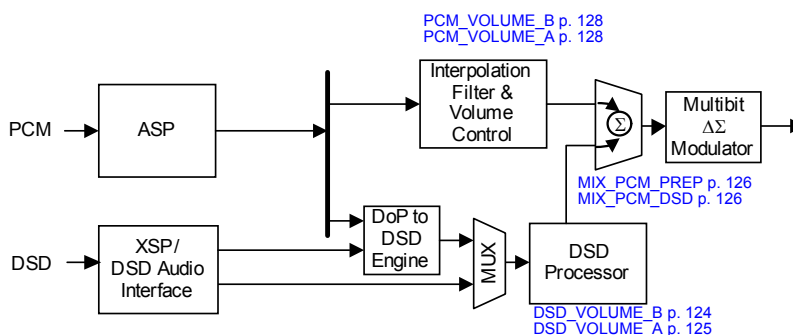 PCM_VOLUME_B p. 128
PCM_VOLUME_A p. 128
Interpolation
Filter &
Volume
Control
PCM
ASP
Σ
Multibit
ΔΣ
Modulator
MIX_PCM_PREP p. 126
MIX_PCM_DSD p. 126
DoP to
DSD
Engine
DSD
XSP/
DSD Audio
Interface
MUX
DSD
Processor
DSD_VOLUME_B p. 124
DSD_VOLUME_A p. 125